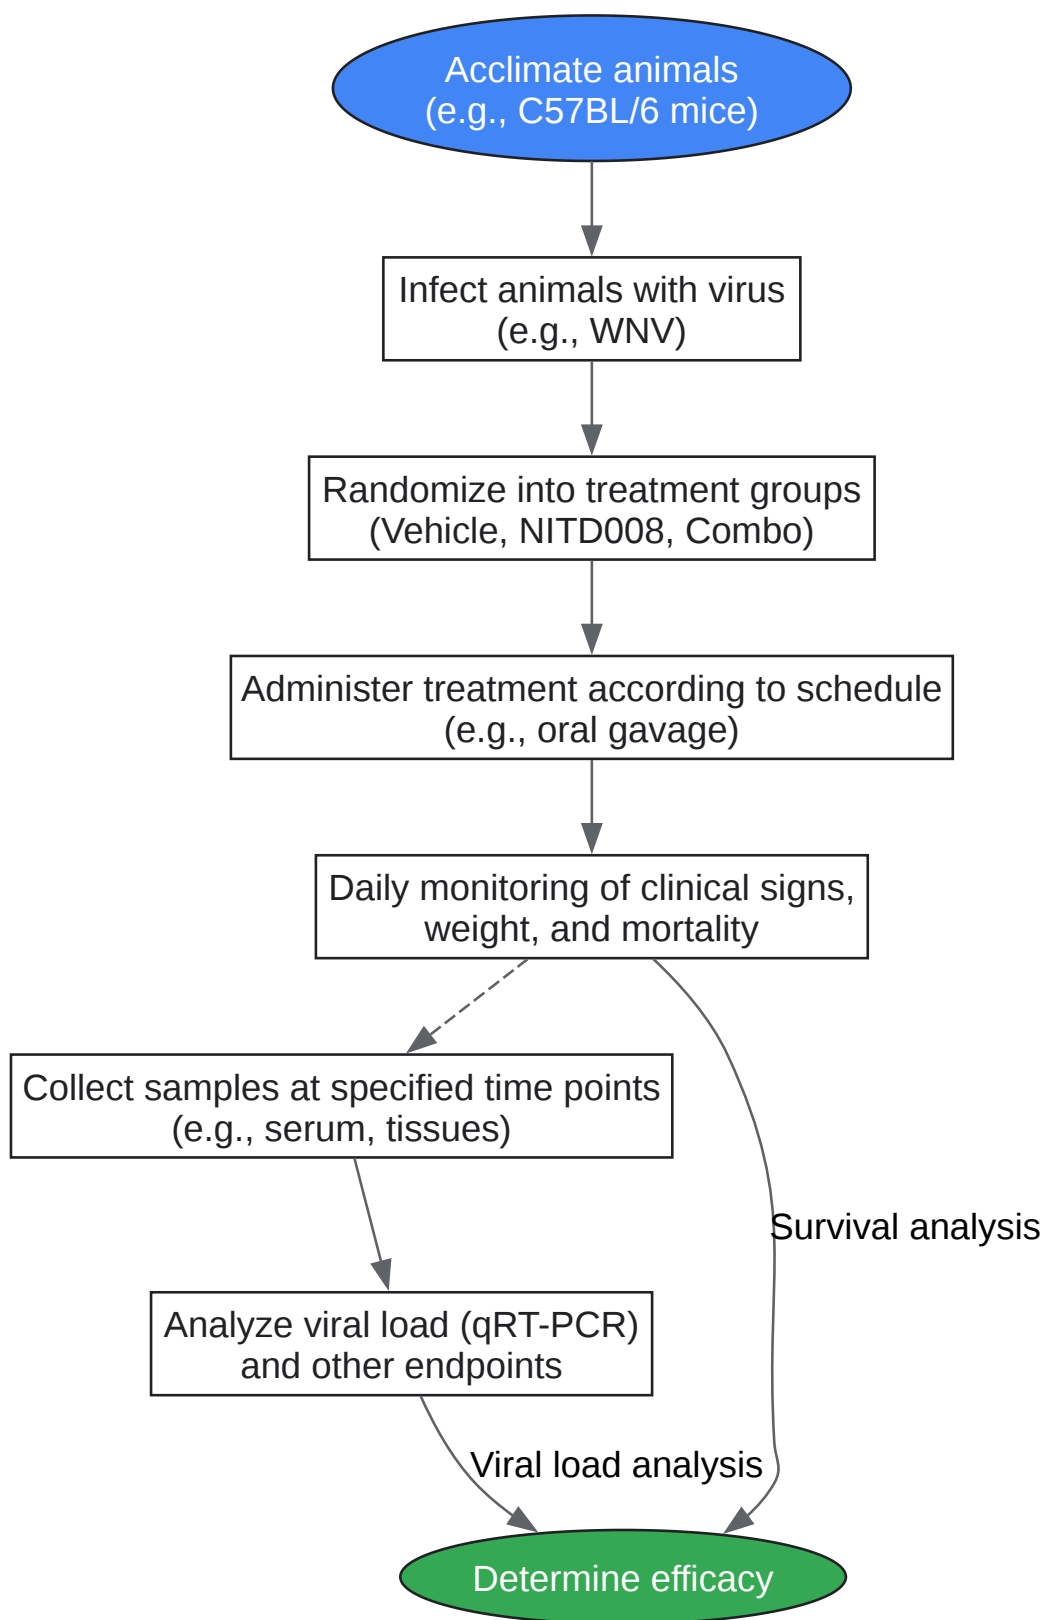 Acclimate animals
(e.g., C57BL/6 mice)
Infect animals with virus
(e.g., WNV)
Randomize into treatment groups
(Vehicle, NITD008, Combo)
Administer treatment according to schedule
(e.g., oral gavage)
Daily monitoring of clinical signs,
weight, and mortality
Collect samples at specified time points
(e.g., serum, tissues)
Survival analysis
Analyze viral load (qRT-PCR)
and other endpoints
Viral load analysis
Determine efficacy